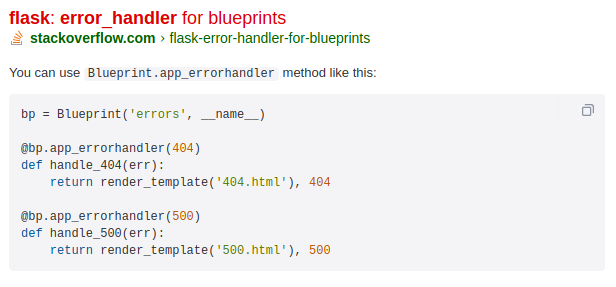 flask: error_handler for blueprints
stackoverflow.com › flask-error-handler-for-blueprints
You can use Blueprint.app_errorhandler method like this:
bp = Blueprint('errors', __name__)
@bp.app_errorhandler(404)
def handle_404(err):
    return render_template('404.html'), 404
@bp.app_errorhandler(500)
def handle_500(err):
    return render_template('500.html'), 500